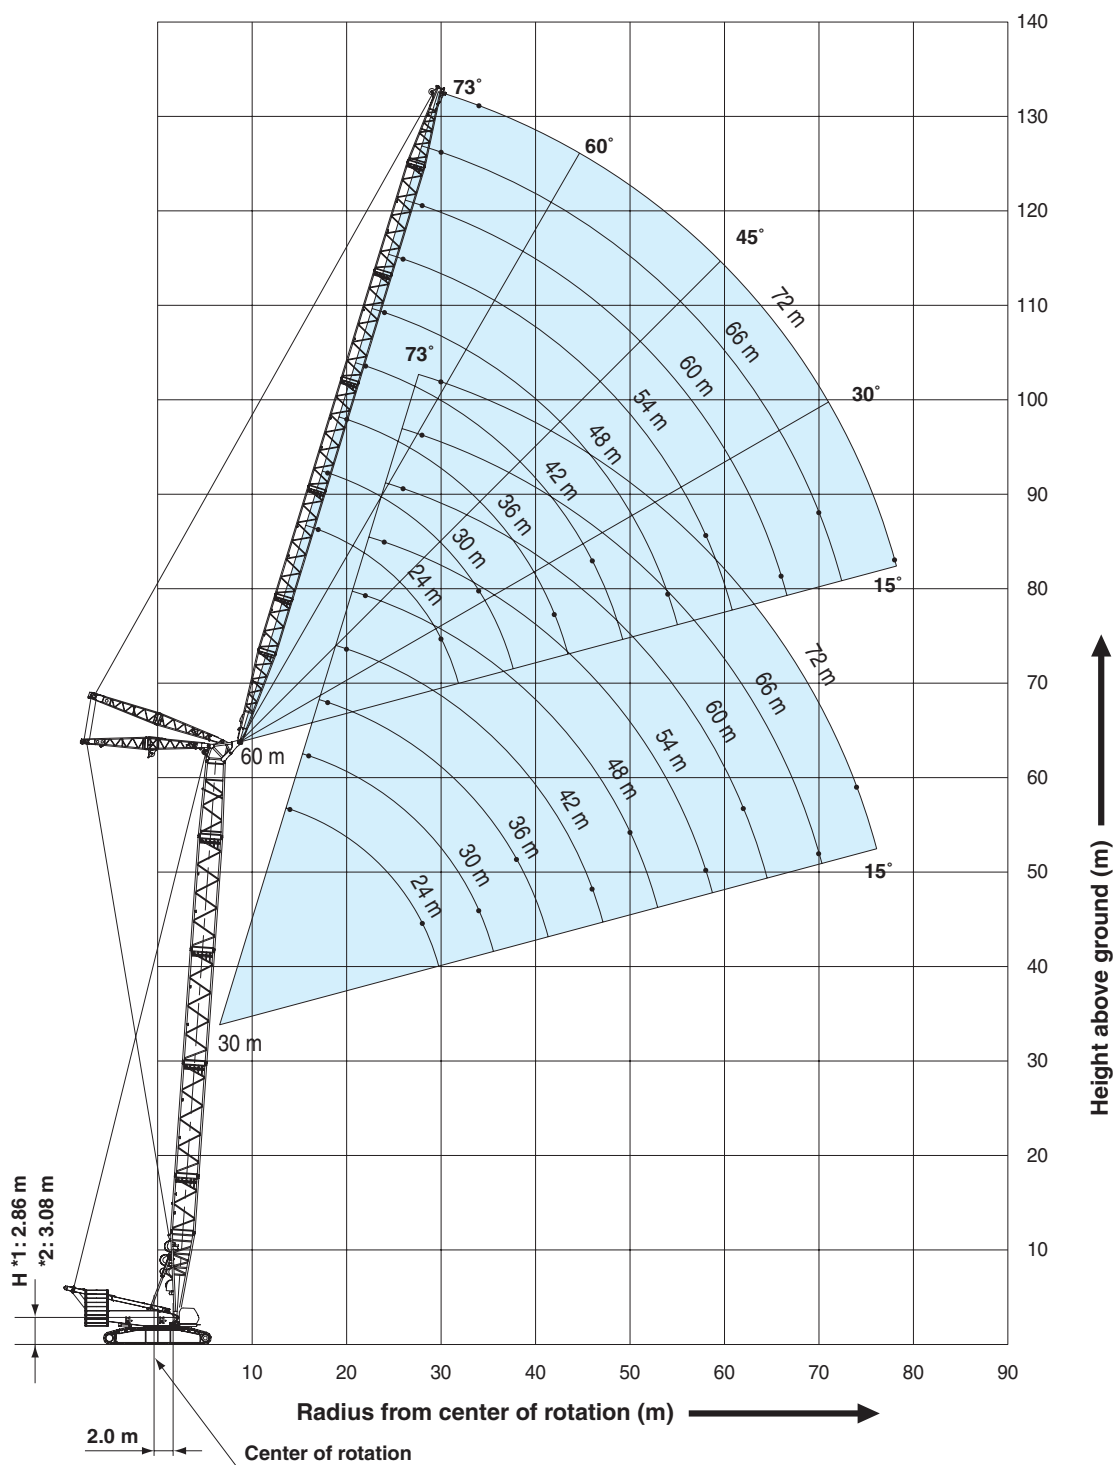 140
73°
130
60°
120
45°
72 m
110
66 m
73°
60 m
30°
54 m
100
48 m
42 m
90
36 m
30 m
24 m
15°
80
72 m
70
66 m
60 m
60 m
54 m
48 m
60
42 m
36 m
30 m
24 m
15°
50
40
30 m
30
20
10
H *1: 2.86 m
*2: 3.08 m
Height above ground (m)
10 20 30 40 50 60 70 80 90
Radius from center of rotation (m)
2.0 m
Center of rotation